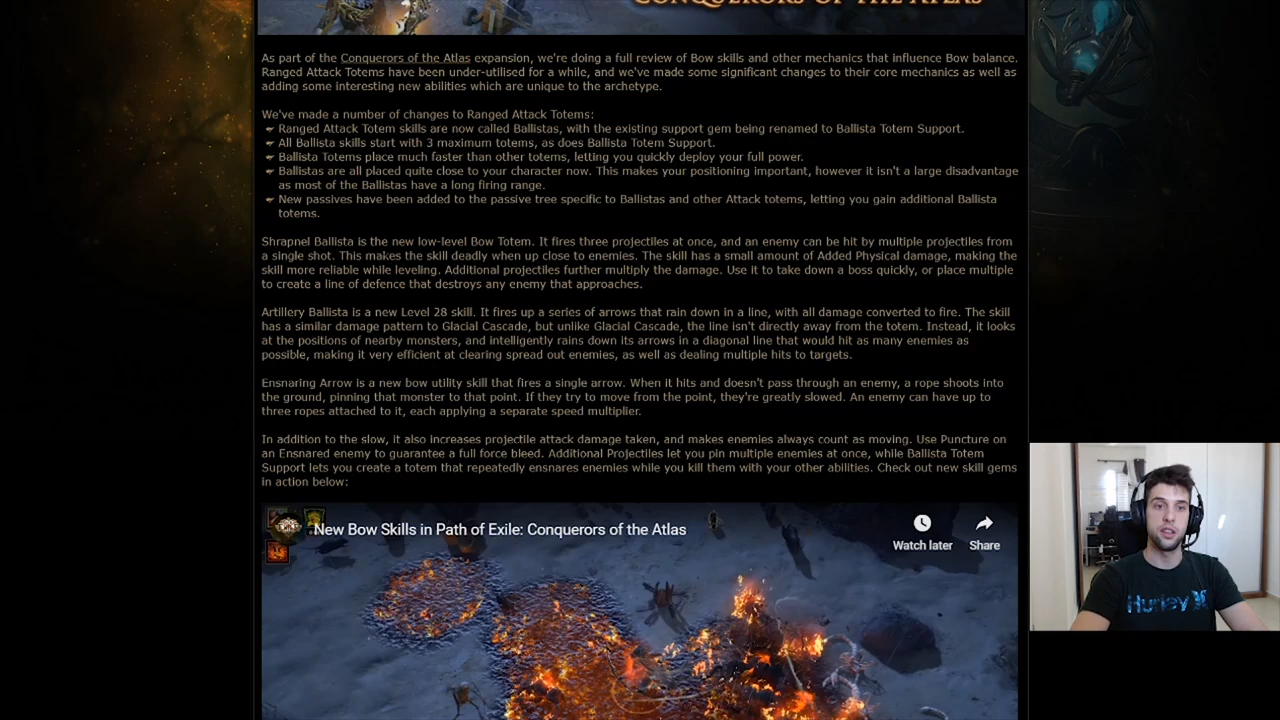 CONQUERORS OF THE ATLAS
As part of the Conquerors of the Atlas expansion, we're doing a full review of Bow skills and other mechanics that influence Bow balance.
Ranged Attack Totems have been under-utilised for a while, and we've made some significant changes to their core mechanics as well as
adding some interesting new abilities which are unique to the archetype.
We've made a number of changes to Ranged Attack Totems:
Ranged Attack Totem skills are now called Ballistas, with the existing support gem being renamed to Ballista Totem Support.
All Ballista skills start with 3 maximum totems, as does Ballista Totem Support.
Ballista Totems place much faster than other totems, letting you quickly deploy your full power.
Ballistas are all placed quite close to your character now. This makes your positioning important, however it isn't a large disadvantage
as most of the Ballistas have a long firing range.
New passives have been added to the passive tree specific to Ballistas and other Attack totems, letting you gain additional Ballista
totems.
Shrapnel Ballista is the new low-level Bow Totem. It fires three projectiles at once, and an enemy can be hit by multiple projectiles from
a single shot. This makes the skill deadly when up close to enemies. The skill has a small amount of Added Physical damage, making the
skill more reliable while leveling. Additional projectiles further multiply the damage. Use it to take down a boss quickly, or place multiple
to create a line of defence that destroys any enemy that approaches.
Artillery Ballista is a new Level 28 skill. It fires up a series of arrows that rain down in a line, with all damage converted to fire. The skill
has a similar damage pattern to Glacial Cascade, but unlike Glacial Cascade, the line isn't directly away from the totem. Instead, it looks
at the positions of nearby monsters, and intelligently rains down its arrows in a diagonal line that would hit as many enemies as
possible, making it very efficient at clearing spread out enemies, as well as dealing multiple hits to targets.
Ensnaring Arrow is a new bow utility skill that fires a single arrow. When it hits and doesn't pass through an enemy, a rope shoots into
the ground, pinning that monster to that point. If they try to move from the point, they're greatly slowed. An enemy can have up to
three ropes attached to it, each applying a separate speed multiplier.
In addition to the slow, it also increases projectile attack damage taken, and makes enemies always count as moving. Use Puncture on
an Ensnared enemy to guarantee a full force bleed. Additional Projectiles let you pin multiple enemies at once, while Ballista Totem
Support lets you create a totem that repeatedly ensnares enemies while you kill them with your other abilities. Check out new skill gems
in action below:
New Bow Skills in Path of Exile: Conquerors of the Atlas
Watch later
Share
Hurley